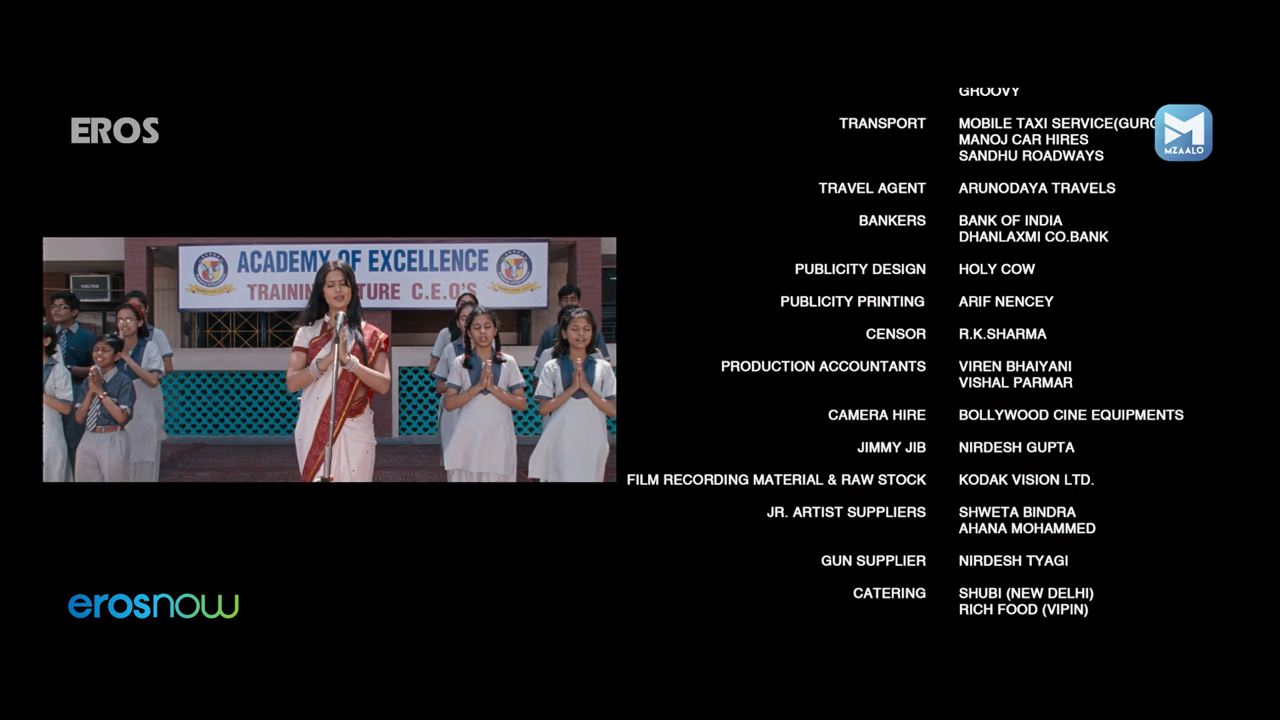 GROOVY
EROS
TRANSPORT MOBILE TAXI SERVICE(GURG
MANOJ CAR HIRES
SANDHU ROADWAYS
MZAALO
TRAVEL AGENT ARUNODAYA TRAVELS
BANKERS BANK OF INDIA
DHANLAXMI CO.BANK
ACADEMY OF EXCELLENCE
TRAINING C.E.O'S
PUBLICITY DESIGN HOLY COW
PUBLICITY PRINTING ARIF NENCEY
CENSOR R.K.SHARMA
PRODUCTION ACCOUNTANTS VIREN BHAIYANI
VISHAL PARMAR
CAMERA HIRE BOLLYWOOD CINE EQUIPMENTS
JIMMY JIB NIRDESH GUPTA
FILM RECORDING MATERIAL & RAW STOCK KODAK VISION LTD.
JR. ARTIST SUPPLIERS SHWETA BINDRA
AHANA MOHAMMED
GUN SUPPLIER NIRDESH TYAGI
CATERING SHUBI (NEW DELHI)
RICH FOOD (VIPIN)
erosnow